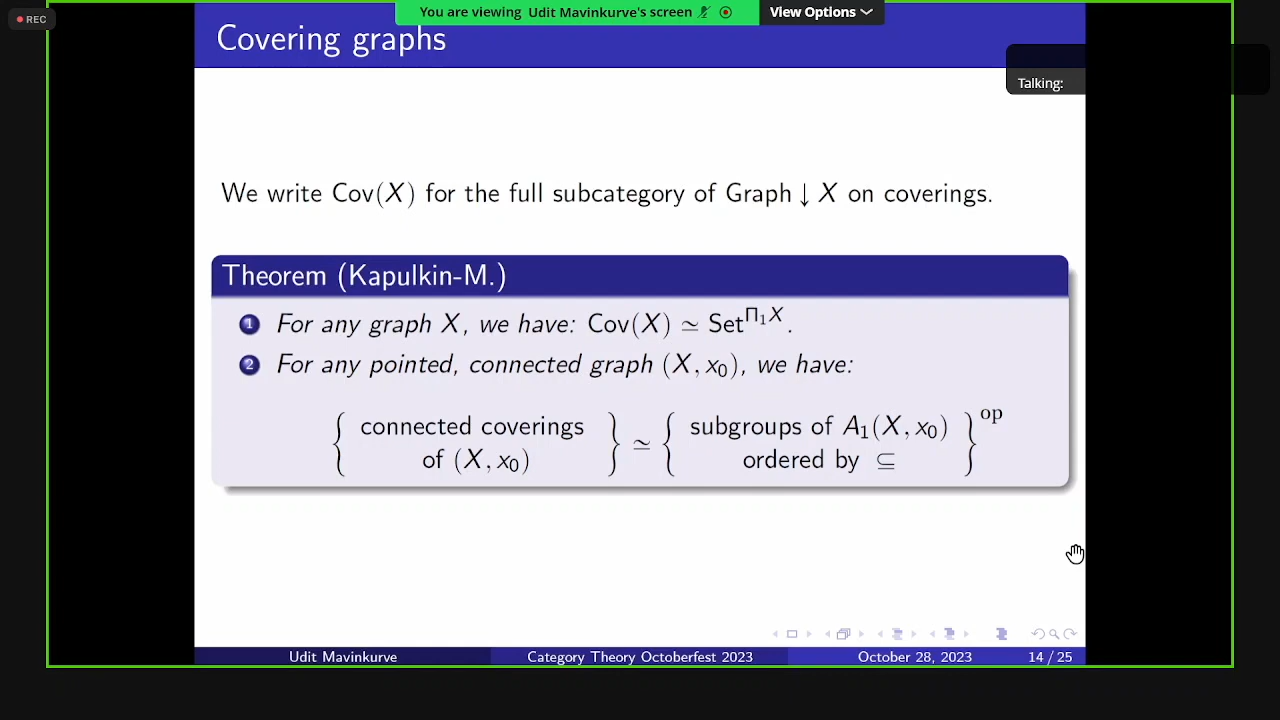 REC
You are viewing Udit Mavinkurve's screen
View Options
Covering graphs
Talking:
We write Cov(X) for the full subcategory of Graph ↓ X on coverings.
Theorem (Kapulkin-M.)
1 For any graph X, we have: Cov(X) ≃ Set^{Π₁X}.
2 For any pointed, connected graph (X, x₀), we have:
{ connected coverings of (X, x₀) } ≃ { subgroups of A₁(X, x₀) ordered by ⊆ }^op
Udit Mavinkurve
Category Theory Octoberfest 2023
October 28, 2023
14 / 25